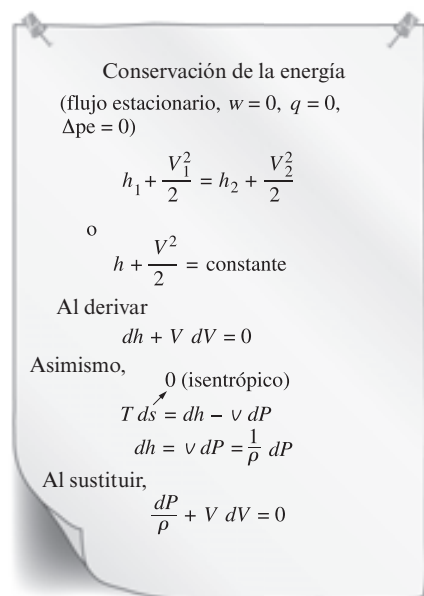 Conservación de la energía
(flujo estacionario, w = 0, q = 0,
Δpe = 0)
h₁ + V₁²/2 = h₂ + V₂²/2
o
h + V²/2 = constante
Al derivar
dh + V dV = 0
Asimismo,
0 (isentrópico)
T ds = dh − v dP
dh = v dP = 1/ρ dP
Al sustituir,
dP/ρ + V dV = 0